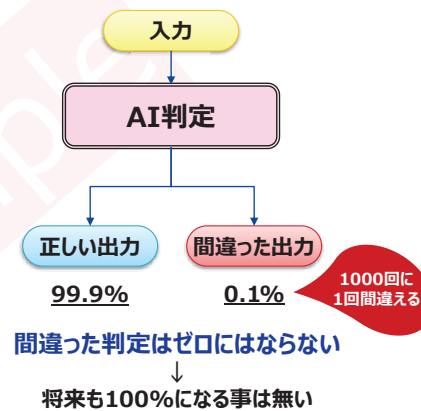 入力
AI判定
正しい出力
間違った出力
99.9%
0.1%
1000回に
1回間違える
間違った判定はゼロにはならない
↓
将来も100%になる事は無い